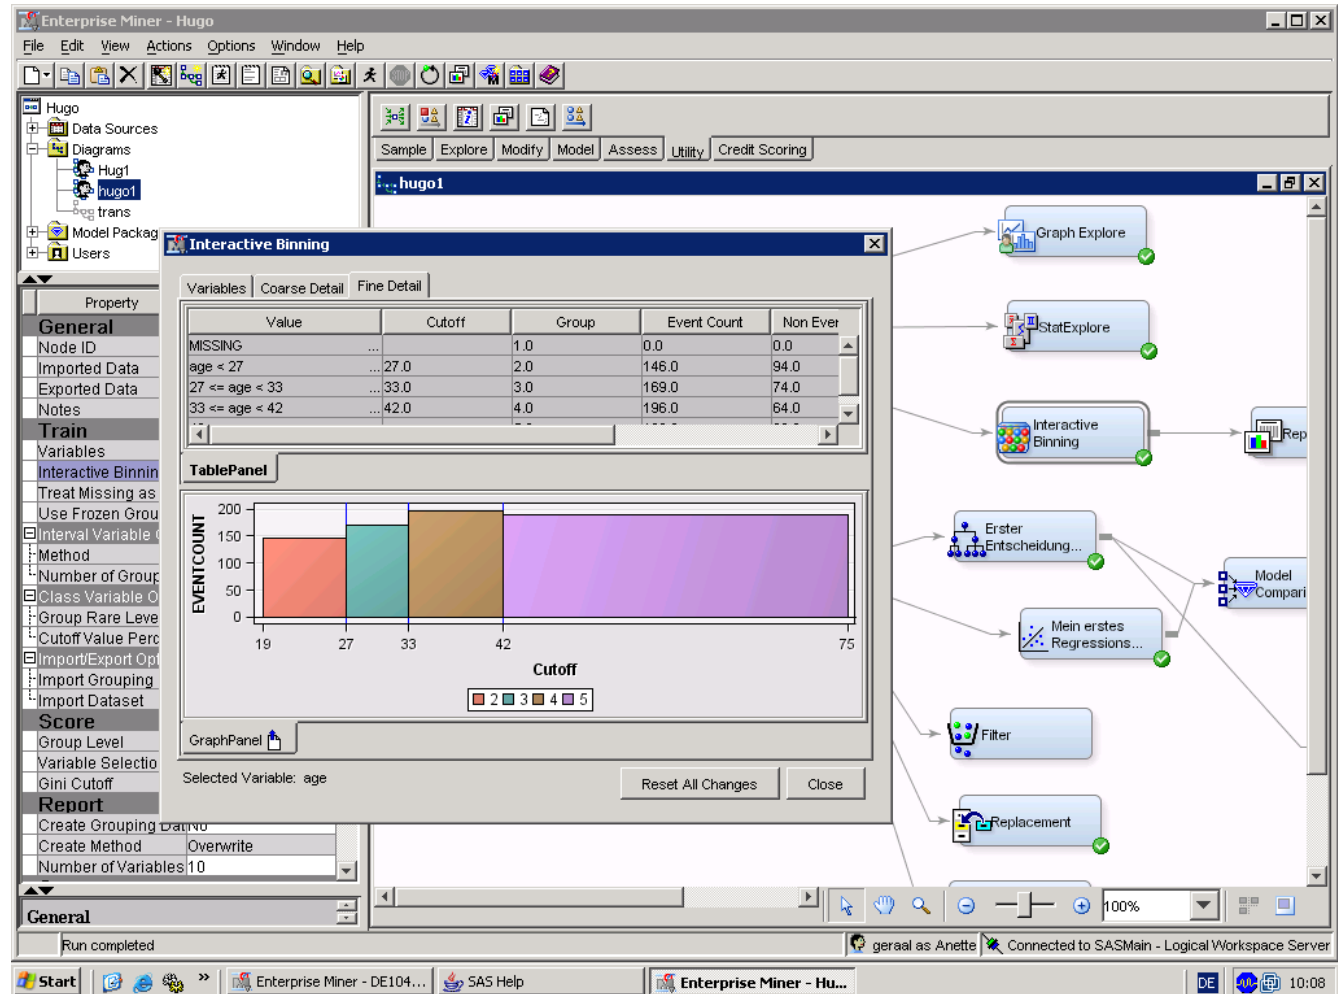 Enterprise Miner - Hugo
File Edit View Actions Options Window Help
Hugo
Data Sources
Diagrams
Hug1
hugo1
trans
Model Packag
Users
Sample Explore Modify Model Assess Utility Credit Scoring
hugo1
Graph Explore
StatExplore
Interactive
Binning
Rep
Erster
Entscheidung...
Model
Compari
Mein erstes
Regressions...
Filter
Replacement
Property
General
Node ID
Imported Data
Exported Data
Notes
Train
Variables
Interactive Binnin
Treat Missing as
Use Frozen Grou
Interval Variable
Method
Number of Group
Class Variable O
Group Rare Leve
Cutoff Value Perc
Import/Export Opt
Import Grouping
Import Dataset
Score
Group Level
Variable Selectio
Gini Cutoff
Report
Create Grouping Dat No
Create Method Overwrite
Number of Variables 10
General
Interactive Binning
Variables Coarse Detail Fine Detail
Value Cutoff Group Event Count Non Ever
MISSING ... 1.0 0.0 0.0
age < 27 ... 27.0 2.0 146.0 94.0
27 <= age < 33 ... 33.0 3.0 169.0 74.0
33 <= age < 42 ... 42.0 4.0 196.0 64.0
TablePanel
EVENTCOUNT
200
150
100
50
0
19 27 33 42 75
Cutoff
2 3 4 5
GraphPanel
Selected Variable: age
Reset All Changes Close
100%
Run completed
geraal as Anette Connected to SASMain - Logical Workspace Server
Start » Enterprise Miner - DE104... SAS Help Enterprise Miner - Hu... DE 10:08